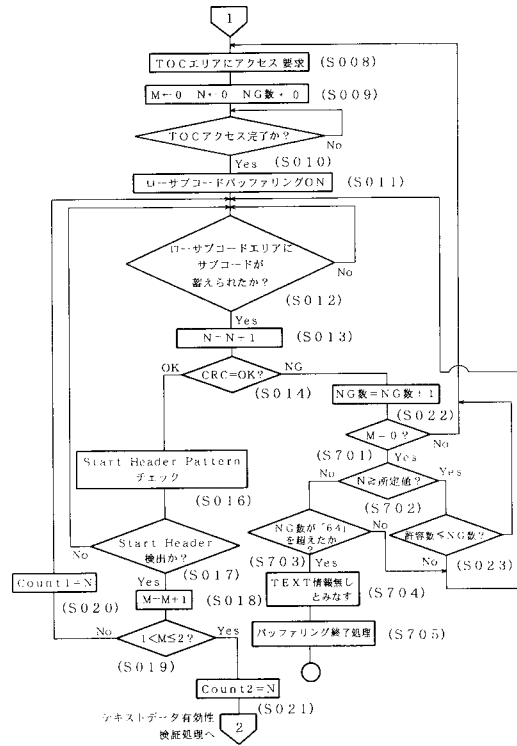 1
TOCエリアにアクセス要求 (S008)
M←0 N←0 NG数←0 (S009)
TOCアクセス完了か?
No
Yes (S010)
ローサブコードバッファリングON (S011)
ローサブコードエリアに
サブコードが
蓄えられたか?
No
(S012)
Yes
N=N+1 (S013)
OK CRC=OK? NG
(S014)
NG数=NG数+1
(S022)
M=0? No
(S701) Yes
Start Header Pattern
チェック
(S016)
No N≧所定値? Yes
(S702)
NG数が「64」
を超えたか
?
No
許容数≦NG数?
(S703) Yes
No
(S023)
Start Header
検出か?
No
(S017)
Yes
TEXT情報無し
とみなす
(S704)
Count1=N
(S020)
M=M+1 (S018)
バッファリング終了処理
(S705)
No 1<M≦2? Yes
(S019)
Count2=N
(S021)
テキストデータ有効性
検証処理へ
2